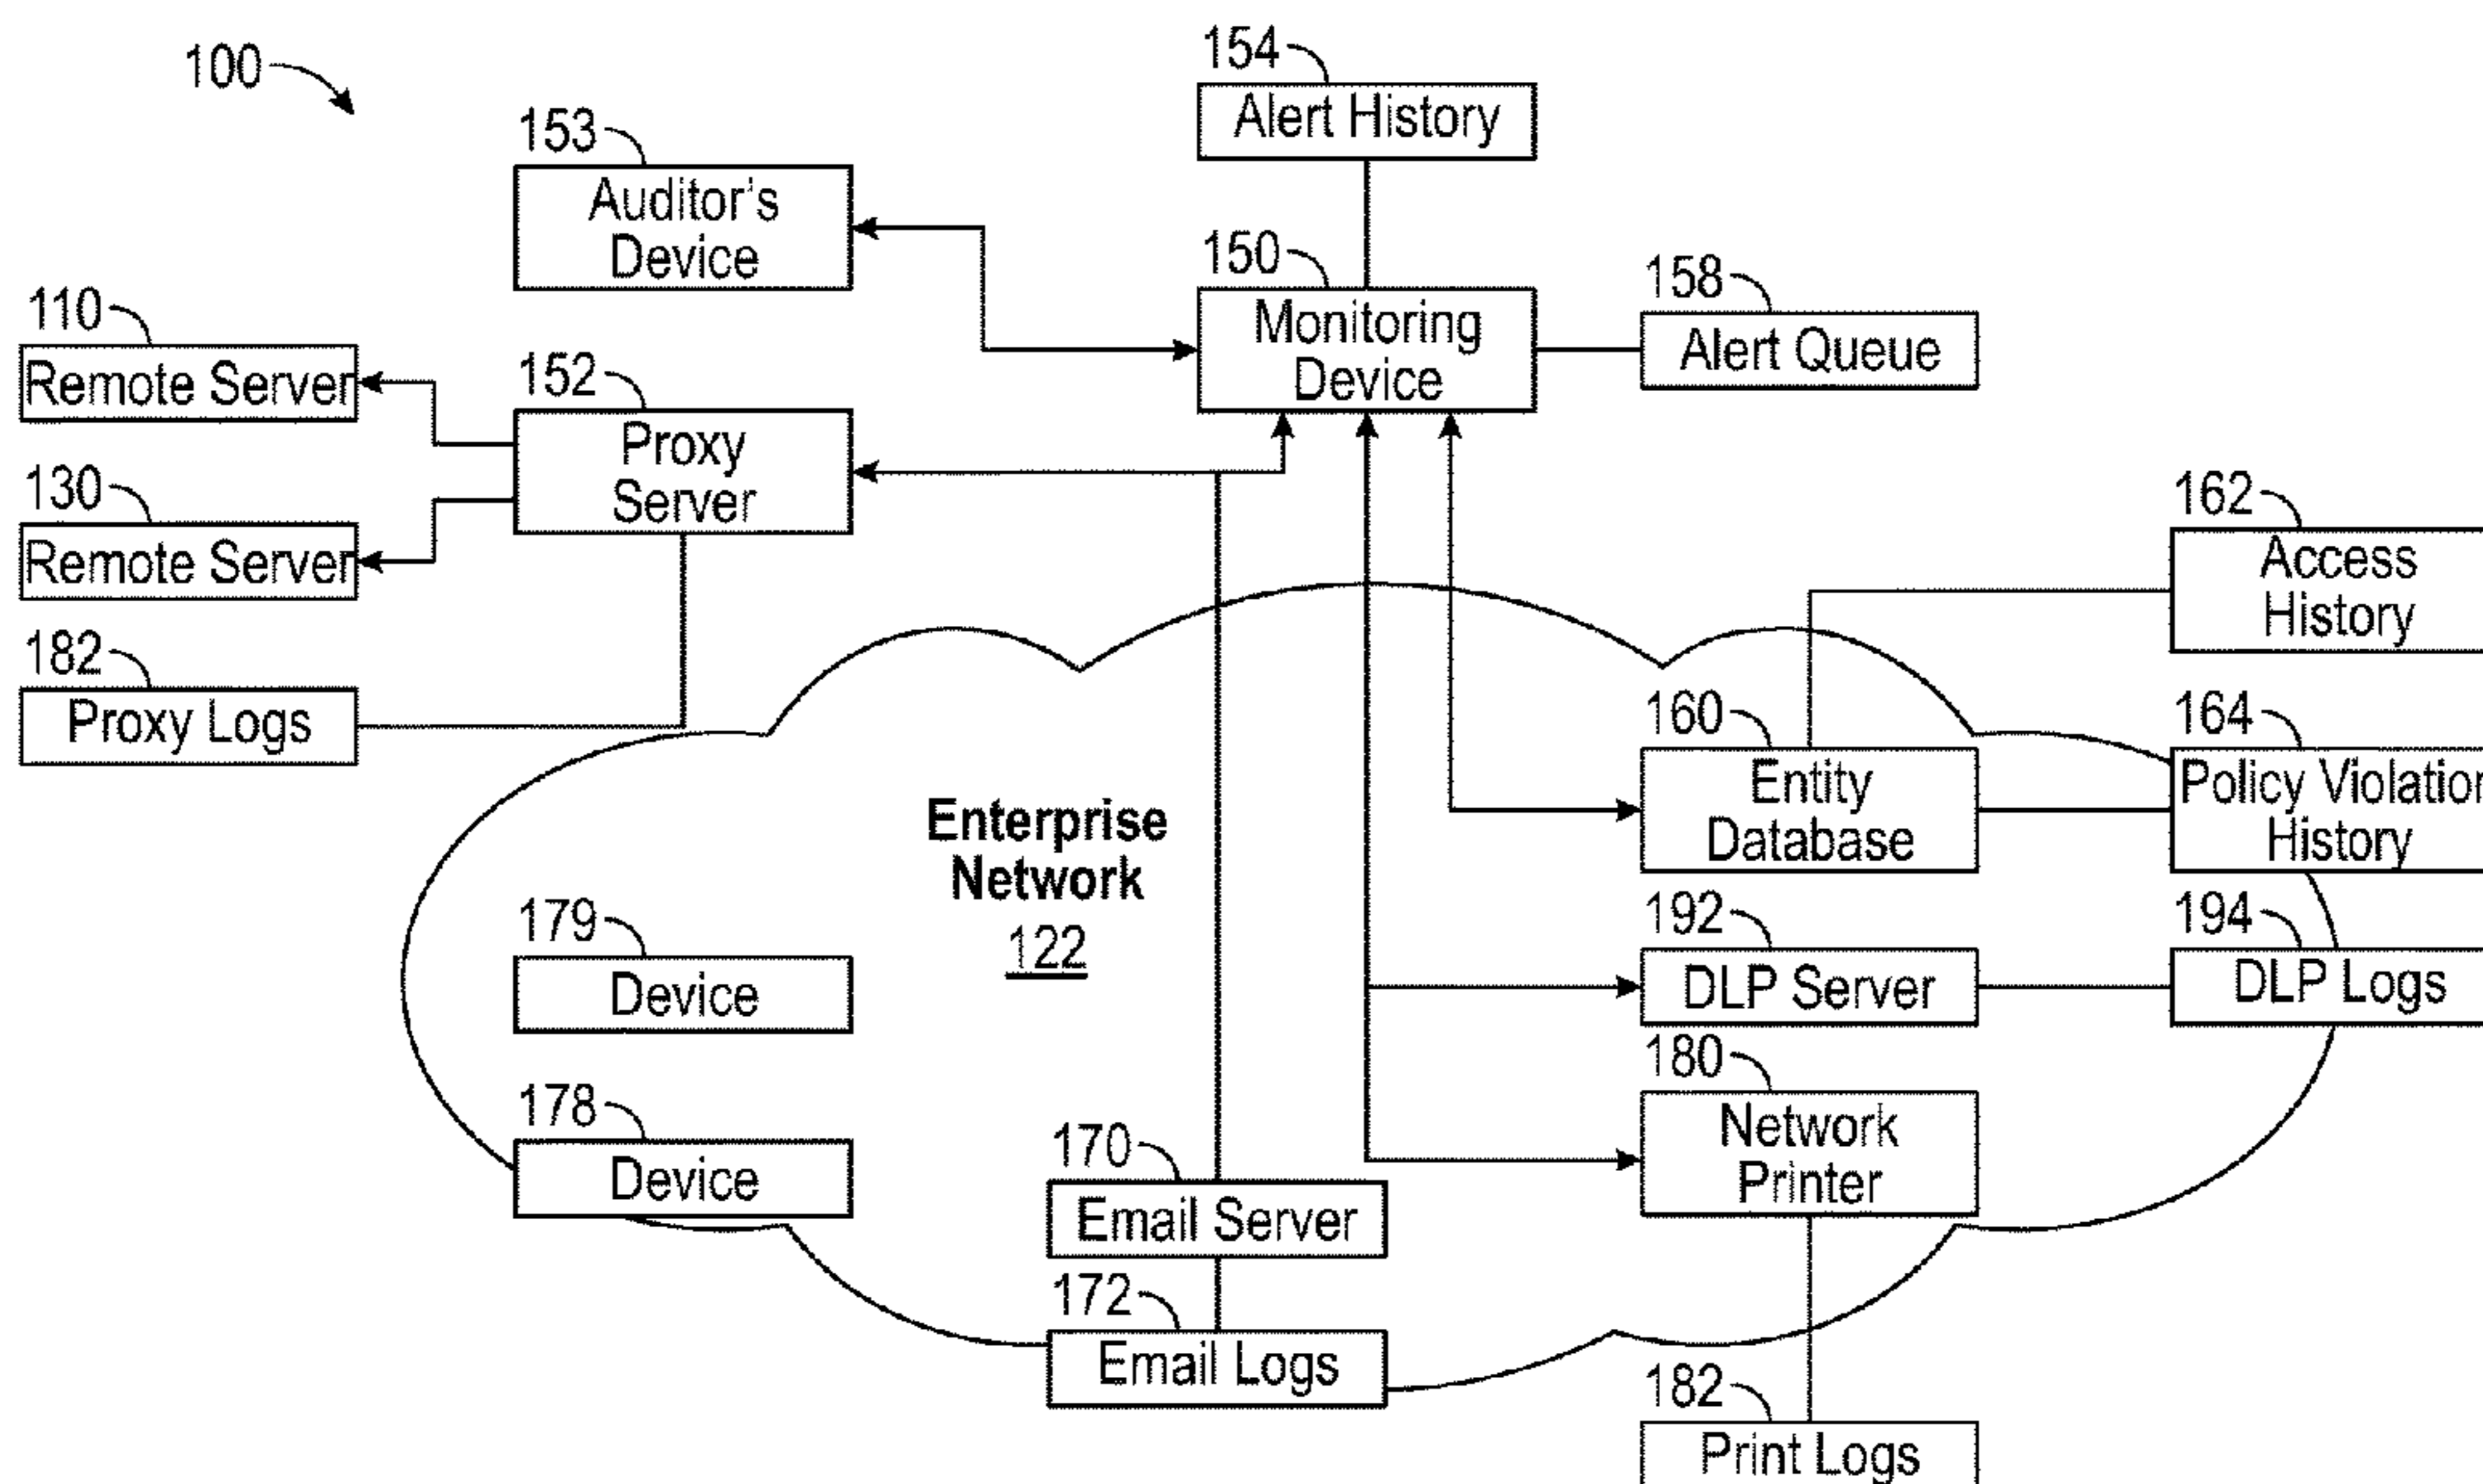 100
154
Alert History
153
Auditor's
Device
150
Monitoring
Device
158
Alert Queue
110
Remote Server
152
Proxy
Server
130
Remote Server
162
Access
History
182
Proxy Logs
160
Entity
Database
164
Policy Violation
History
Enterprise
Network
122
179
Device
192
DLP Server
194
DLP Logs
178
Device
170
Email Server
180
Network
Printer
172
Email Logs
182
Print Logs